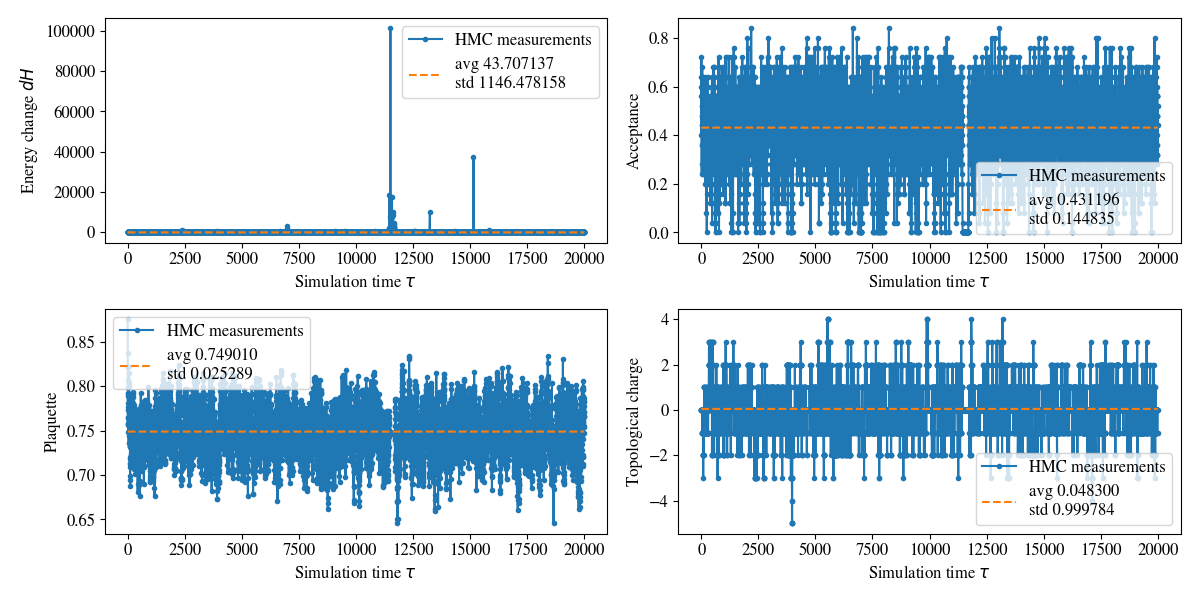 Energy change dH
100000
80000
60000
40000
20000
0
HMC measurements
avg 43.707137
std 1146.478158
0 2500 5000 7500 10000 12500 15000 17500 20000
Simulation time τ
Acceptance
0.8
0.6
0.4
0.2
0.0
HMC measurements
avg 0.431196
std 0.144835
0 2500 5000 7500 10000 12500 15000 17500 20000
Simulation time τ
Plaquette
0.85
0.80
0.75
0.70
0.65
HMC measurements
avg 0.749010
std 0.025289
0 2500 5000 7500 10000 12500 15000 17500 20000
Simulation time τ
Topological charge
4
2
0
−2
−4
HMC measurements
avg 0.048300
std 0.999784
0 2500 5000 7500 10000 12500 15000 17500 20000
Simulation time τ